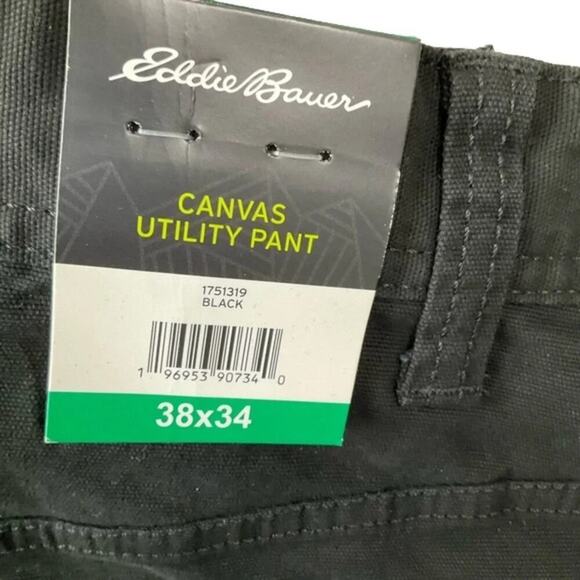 Eddie Bauer
CANVAS
UTILITY PANT
1751319
BLACK
1 96953 90734 0
38x34